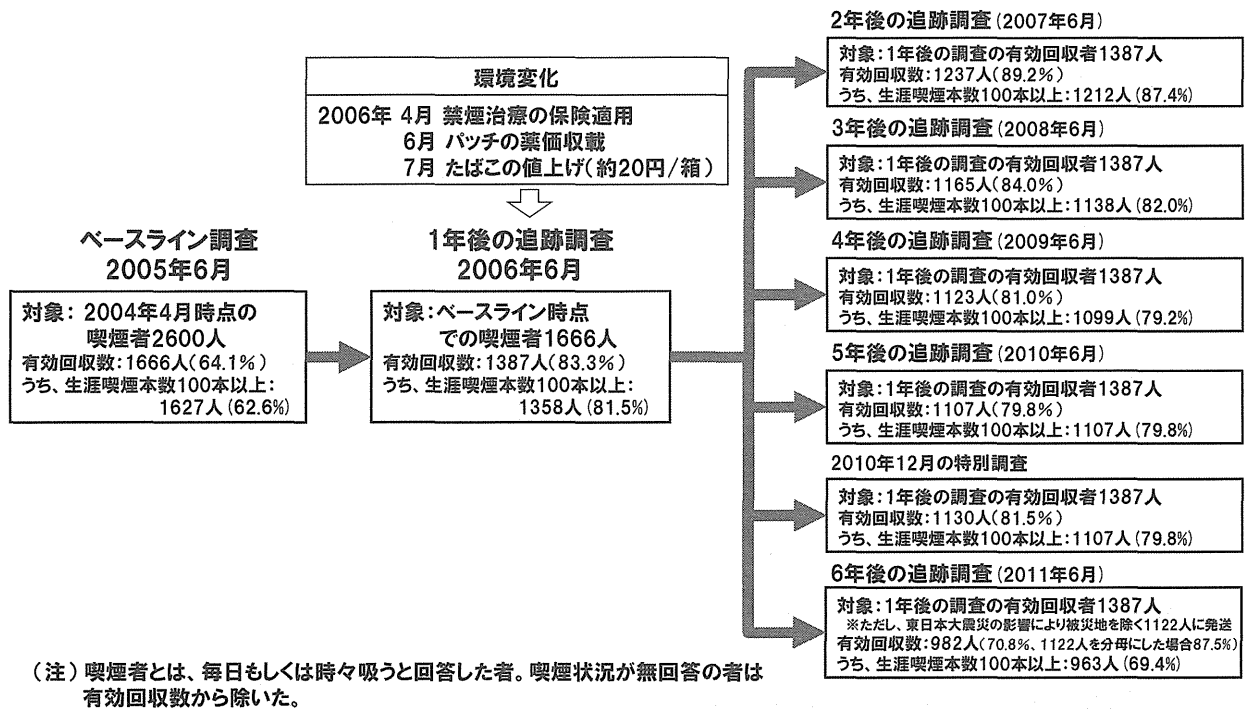 環境変化
2006年 4月 禁煙治療の保険適用
6月 パッチの薬価収載
7月 たばこの値上げ(約20円/箱)
ベースライン調査
2005年6月
対象: 2004年4月時点の
喫煙者2600人
有効回収数:1666人(64.1%)
うち、生涯喫煙本数100本以上:
1627人(62.6%)
1年後の追跡調査
2006年6月
対象:ベースライン時点
での喫煙者1666人
有効回収数:1387人(83.3%)
うち、生涯喫煙本数100本以上:
1358人(81.5%)
2年後の追跡調査(2007年6月)
対象:1年後の調査の有効回収者1387人
有効回収数:1237人(89.2%)
うち、生涯喫煙本数100本以上:1212人(87.4%)
3年後の追跡調査(2008年6月)
対象:1年後の調査の有効回収者1387人
有効回収数:1165人(84.0%)
うち、生涯喫煙本数100本以上:1138人(82.0%)
4年後の追跡調査(2009年6月)
対象:1年後の調査の有効回収者1387人
有効回収数:1123人(81.0%)
うち、生涯喫煙本数100本以上:1099人(79.2%)
5年後の追跡調査(2010年6月)
対象:1年後の調査の有効回収者1387人
有効回収数:1107人(79.8%)
うち、生涯喫煙本数100本以上:1107人(79.8%)
2010年12月の特別調査
対象:1年後の調査の有効回収者1387人
有効回収数:1130人(81.5%)
うち、生涯喫煙本数100本以上:1107人(79.8%)
6年後の追跡調査(2011年6月)
対象:1年後の調査の有効回収者1387人
※ただし、東日本大震災の影響により被災地を除く1122人に発送
有効回収数:982人(70.8%、1122人を分母にした場合87.5%)
うち、生涯喫煙本数100本以上:963人(69.4%)
(注)喫煙者とは、毎日もしくは時々吸うと回答した者。喫煙状況が無回答の者は
有効回収数から除いた。